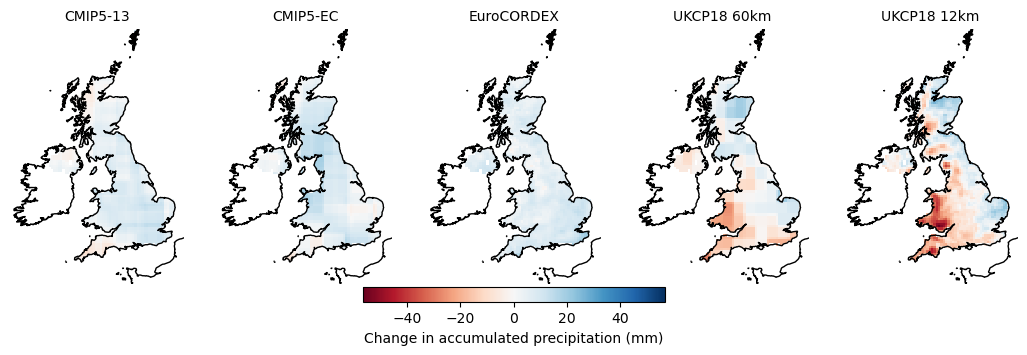 CMIP5-13 CMIP5-EC EuroCORDEX UKCP18 60km UKCP18 12km
−40 −20 0 20 40
Change in accumulated precipitation (mm)